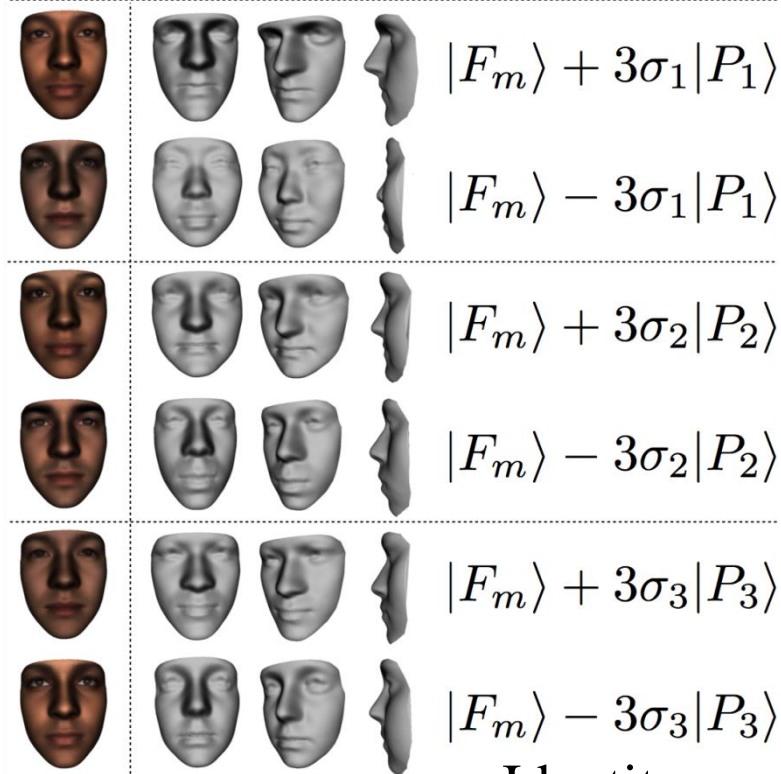 |F_m⟩ + 3σ_1|P_1⟩
|F_m⟩ − 3σ_1|P_1⟩
|F_m⟩ + 3σ_2|P_2⟩
|F_m⟩ − 3σ_2|P_2⟩
|F_m⟩ + 3σ_3|P_3⟩
|F_m⟩ − 3σ_3|P_3⟩